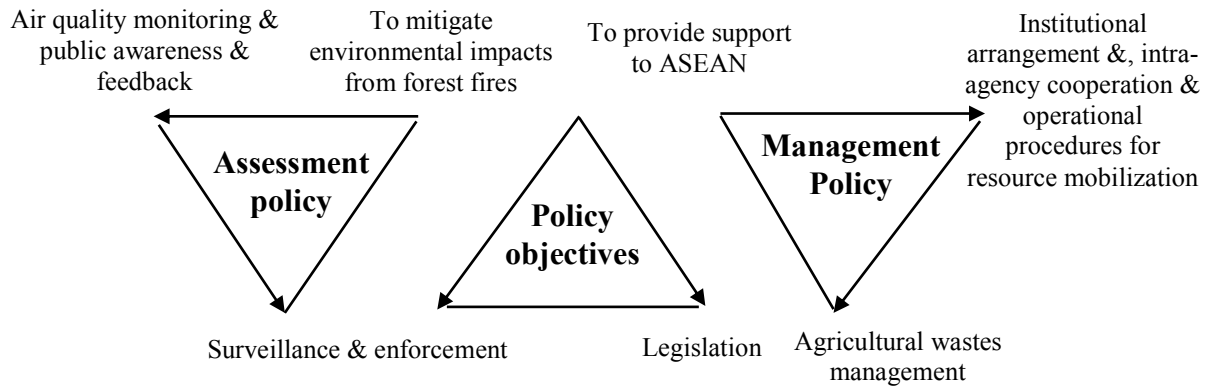 Air quality monitoring &
public awareness &
feedback
To mitigate
environmental impacts
from forest fires
To provide support
to ASEAN
Institutional
arrangement &, intra-
agency cooperation &
operational
procedures for
resource mobilization
Assessment
policy
Policy
objectives
Management
Policy
Surveillance & enforcement
Legislation
Agricultural wastes
management